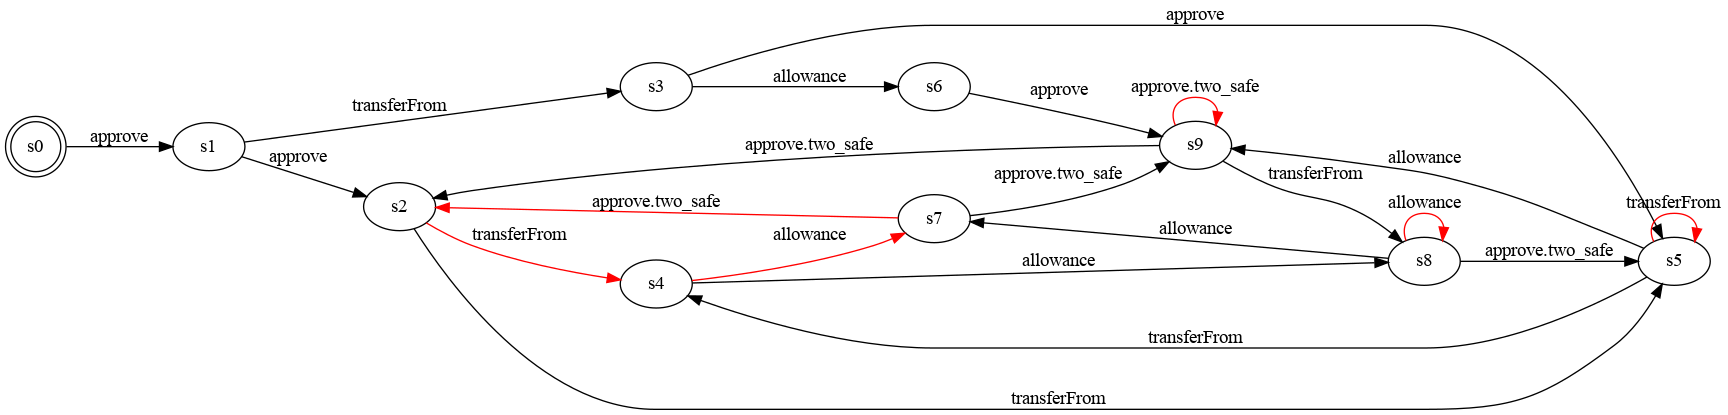 approve
approve
s3
allowance
s6
approve
approve.two_safe
transferFrom
s0
approve
s1
approve
approve.two_safe
s9
allowance
s2
approve.two_safe
approve.two_safe
transferFrom
s7
allowance
transferFrom
transferFrom
allowance
allowance
s4
allowance
s8
approve.two_safe
s5
transferFrom
transferFrom